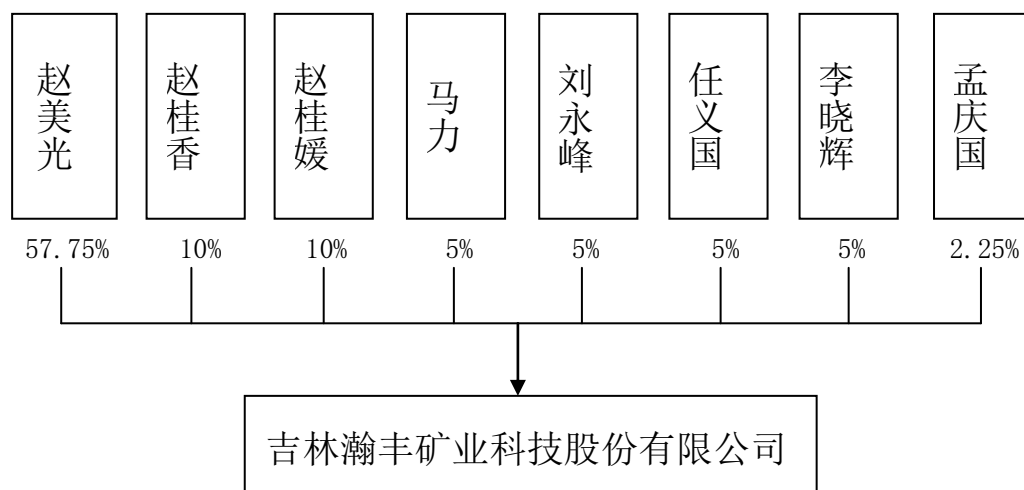 赵美光
赵桂香
赵桂媛
马力
刘永峰
任义国
李晓辉
孟庆国
57.75%
10%
10%
5%
5%
5%
5%
2.25%
吉林瀚丰矿业科技股份有限公司